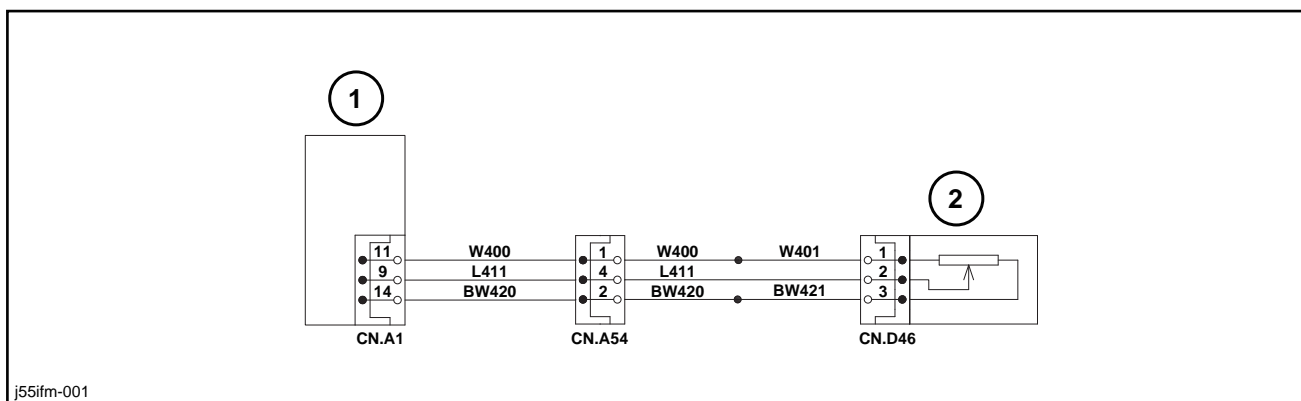 1
2
11 W400 1 W400 W401 1
9 L411 4 L411 2
14 BW420 2 BW420 BW421 3
CN.A1 CN.A54 CN.D46
j55ifm-001